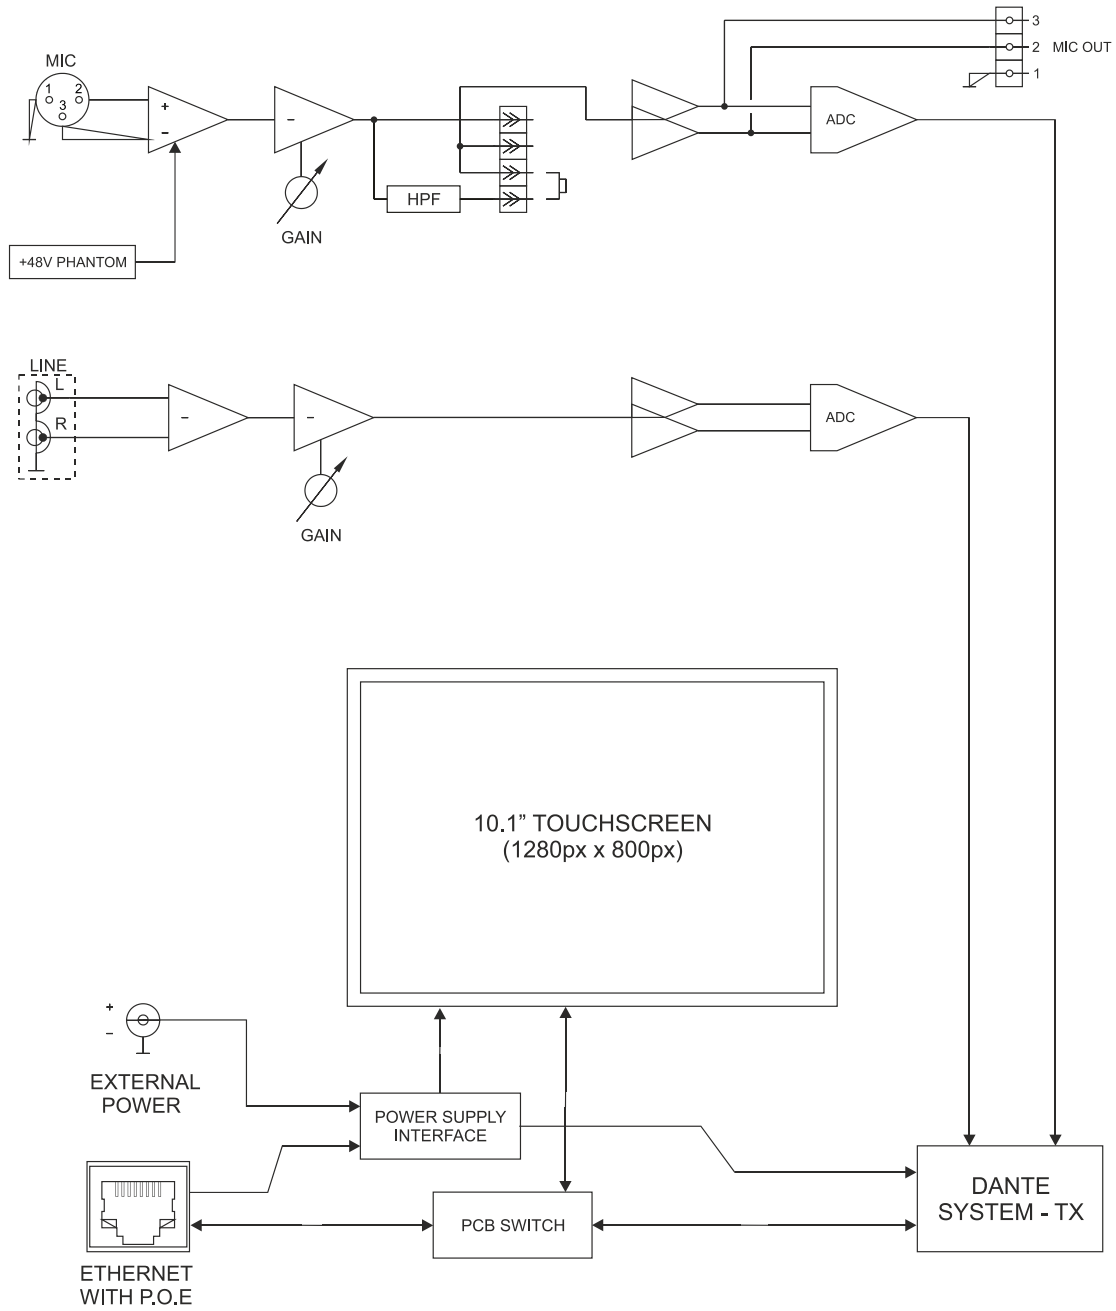 MIC
1
2
3
+
−
−
3
2 MIC OUT
1
ADC
HPF
GAIN
+48V PHANTOM
LINE
L
R
−
−
ADC
GAIN
10.1” TOUCHSCREEN
(1280px x 800px)
+
−
EXTERNAL
POWER
POWER SUPPLY
INTERFACE
PCB SWITCH
DANTE
SYSTEM - TX
ETHERNET
WITH P.O.E